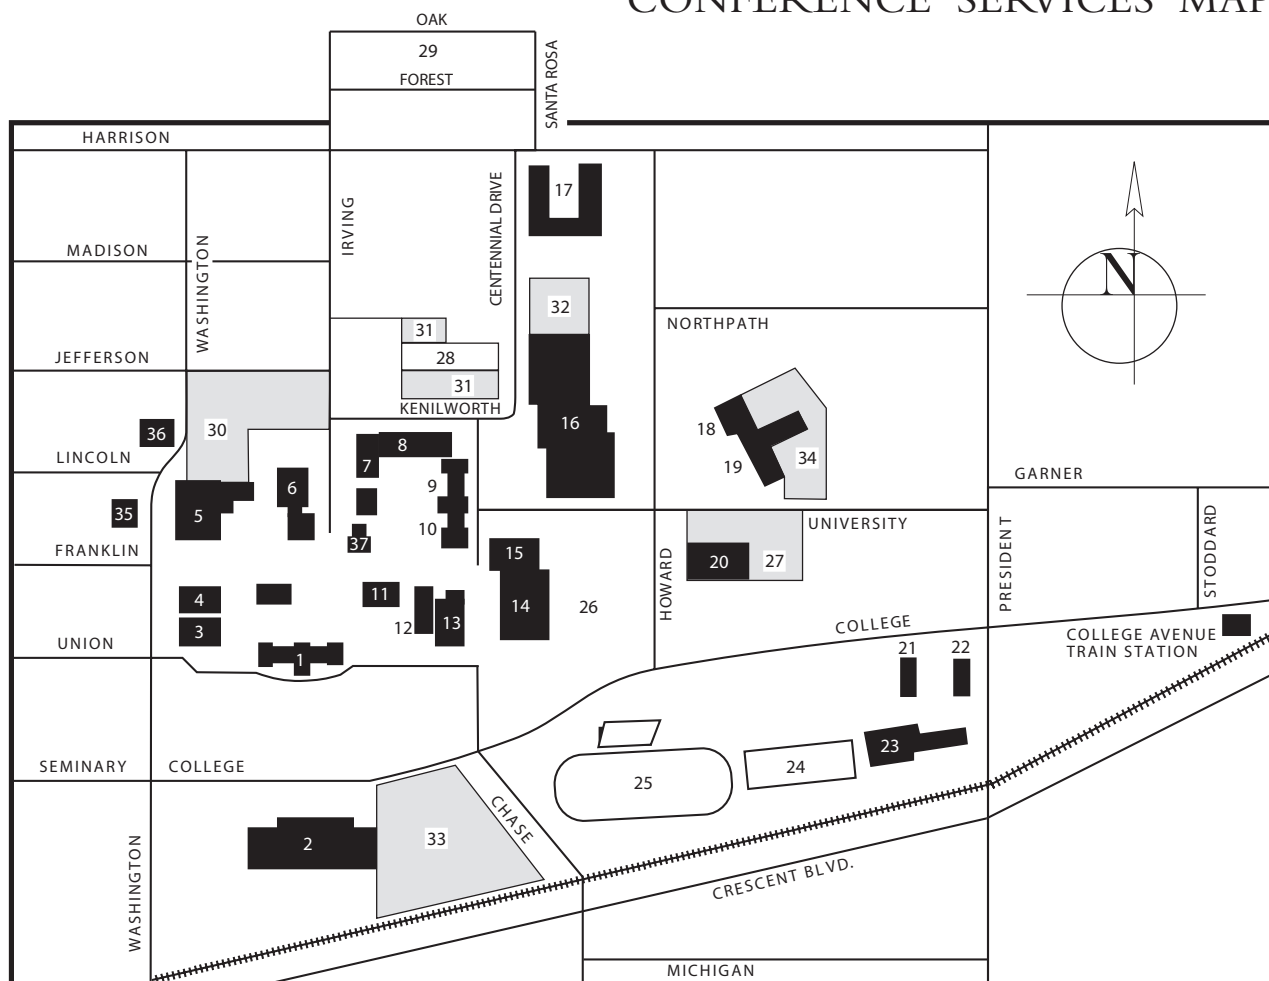 CONFERENCE SERVICES MAP
OAK
29
FOREST
SANTA ROSA
HARRISON
17
CENTENNIAL DRIVE
IRVING
WASHINGTON
MADISON
N
32
NORTHPATH
31
28
JEFFERSON
31
KENILWORTH
36
30
16
18
8
LINCOLN
7
19
34
GARNER
6
9
35
5
10
UNIVERSITY
FRANKLIN
37
15
20
27
HOWARD
PRESIDENT
STODDARD
4
11
14
26
12
13
3
UNION
1
COLLEGE
COLLEGE AVENUE
TRAIN STATION
21
22
23
SEMINARY
COLLEGE
24
25
CHASE
2
33
WASHINGTON
CRESCENT BLVD.
MICHIGAN